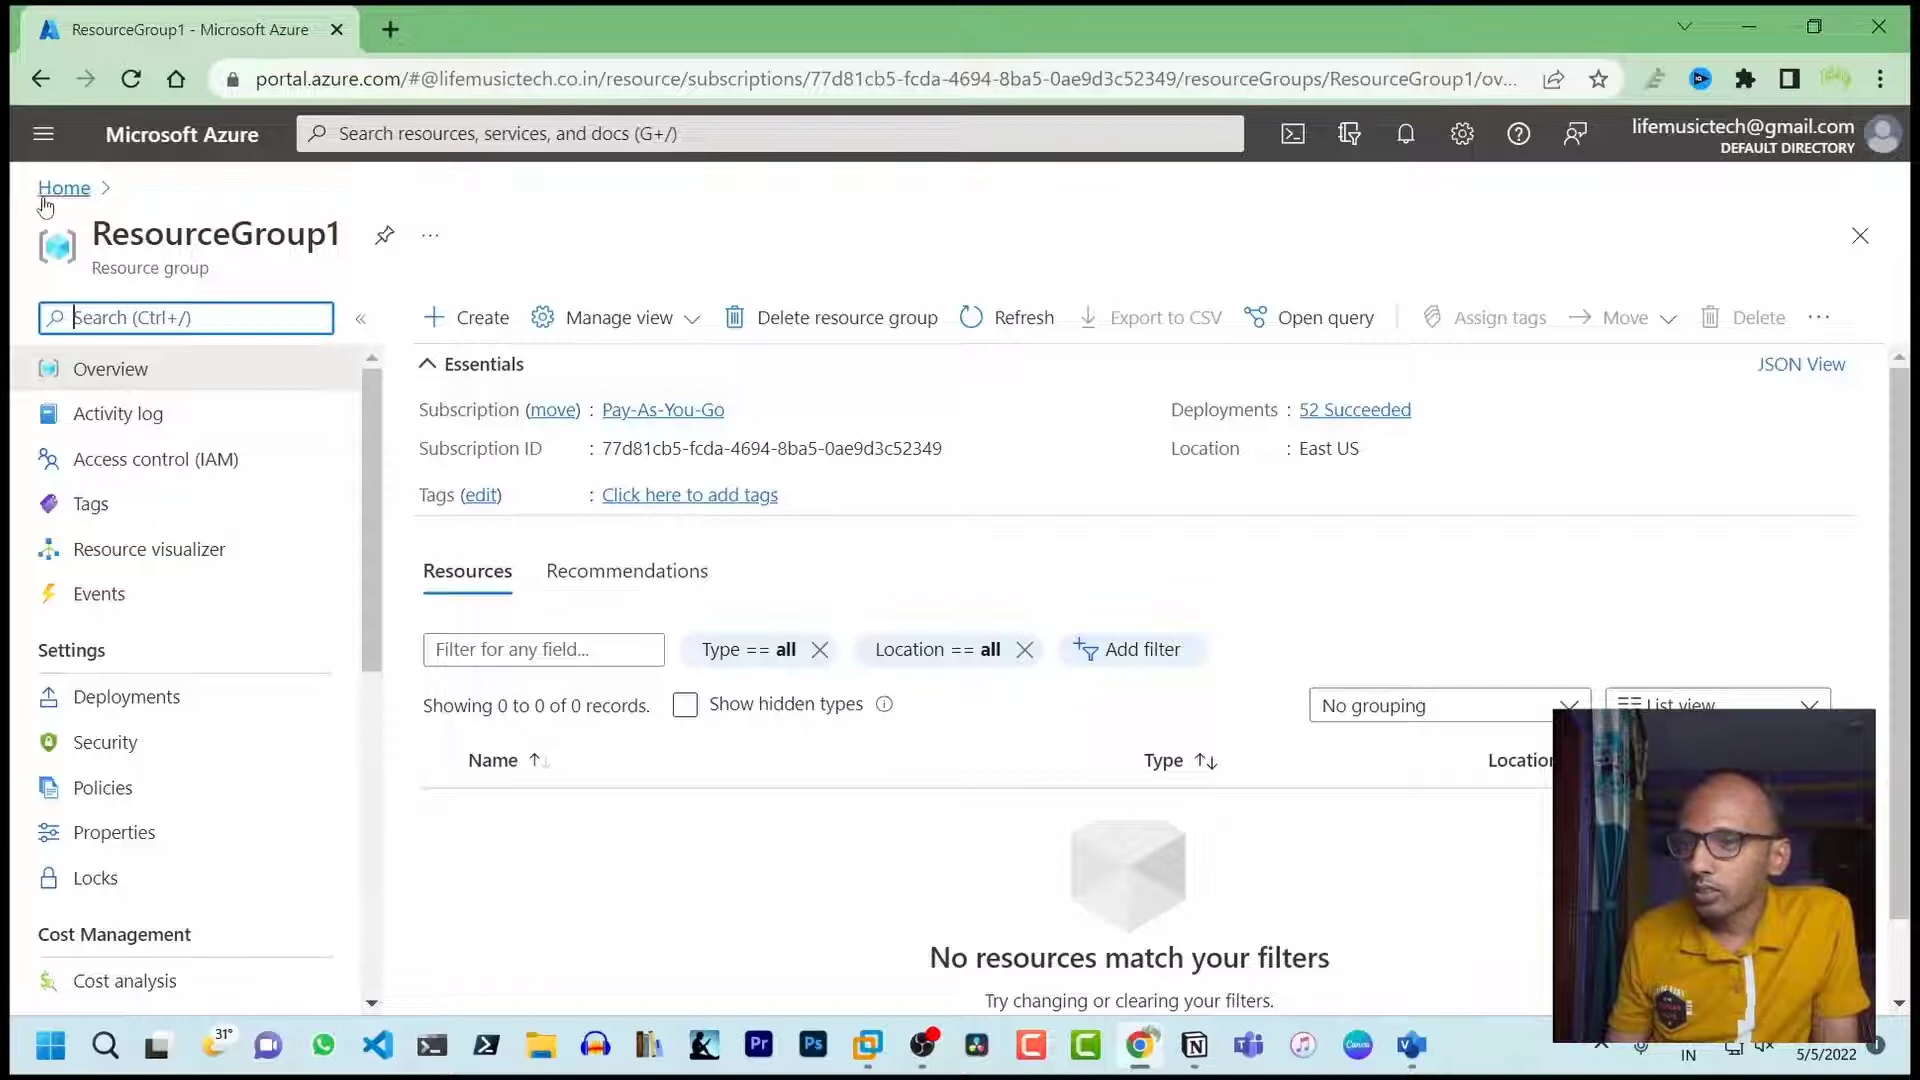 ResourceGroup1 - Microsoft Azure
portal.azure.com/#@lifemusictech.co.in/resource/subscriptions/77d81cb5-fcda-4694-8ba5-0ae9d3c52349/resourceGroups/ResourceGroup1/ov...
Microsoft Azure
Search resources, services, and docs (G+/)
lifemusictech@gmail.com
DEFAULT DIRECTORY
Home
ResourceGroup1
Resource group
Search (Ctrl+/)
Create
Manage view
Delete resource group
Refresh
Export to CSV
Open query
Assign tags
Move
Delete
Overview
Activity log
Access control (IAM)
Tags
Resource visualizer
Events
Settings
Deployments
Security
Policies
Properties
Locks
Cost Management
Cost analysis
Essentials
JSON View
Subscription (move) : Pay-As-You-Go
Deployments : 52 Succeeded
Subscription ID : 77d81cb5-fcda-4694-8ba5-0ae9d3c52349
Location : East US
Tags (edit) : Click here to add tags
Resources
Recommendations
Filter for any field...
Type == all
Location == all
Add filter
Showing 0 to 0 of 0 records.
Show hidden types
No grouping
List view
Name
Type
Location
No resources match your filters
Try changing or clearing your filters.
31°
Pr
Ps
Canva
IN
5/5/2022